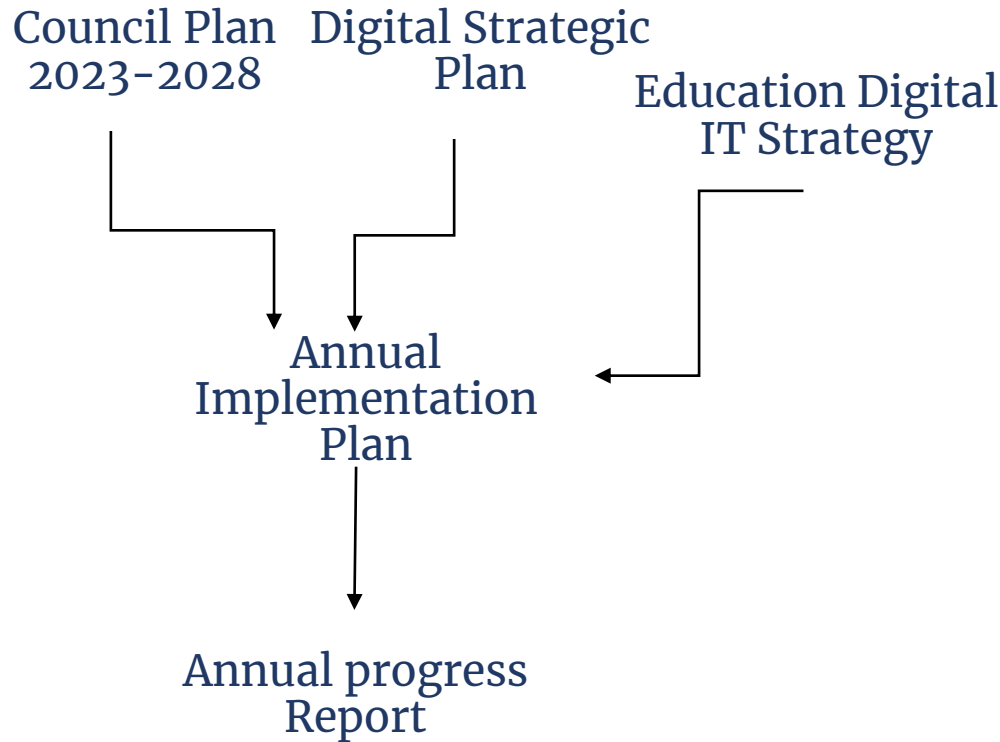 Council Plan
2023-2028
Digital Strategic
Plan
Education Digital
IT Strategy
Annual
Implementation
Plan
Annual progress
Report